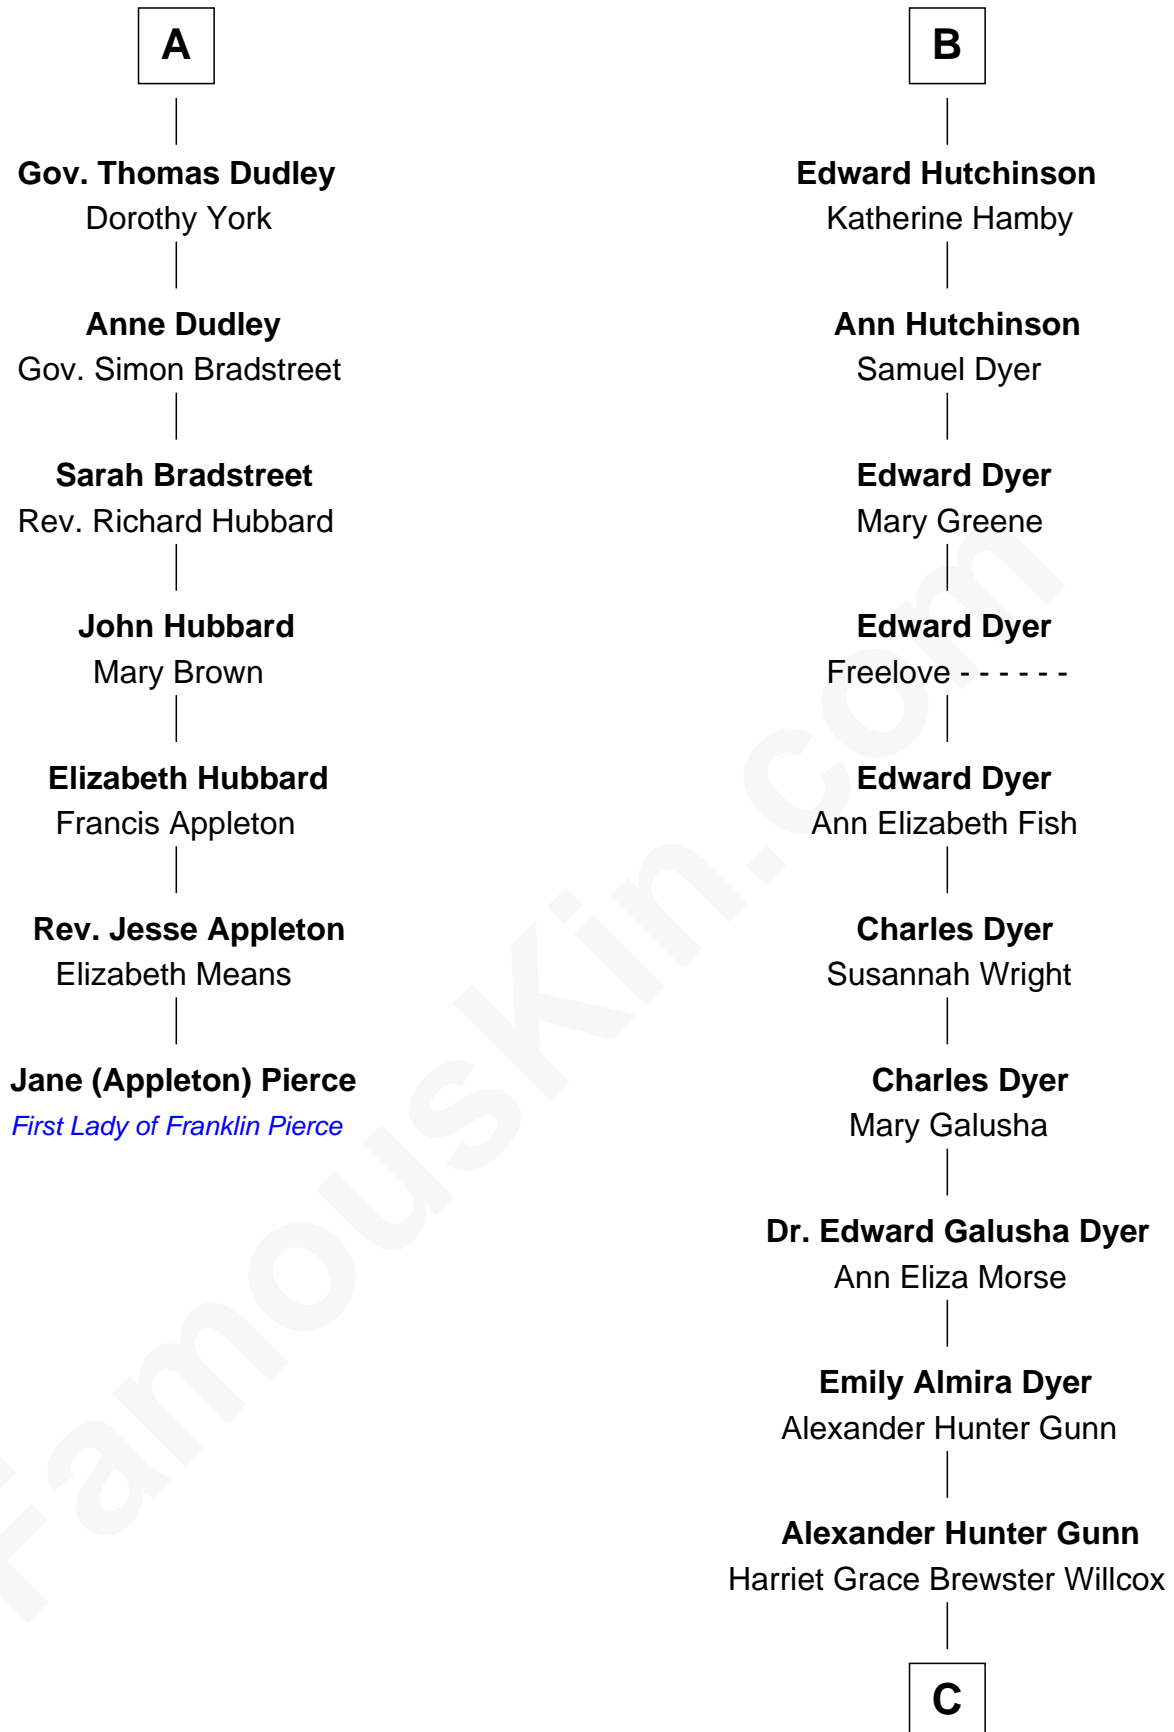 A
Gov. Thomas Dudley
Dorothy York
Anne Dudley
Gov. Simon Bradstreet
Sarah Bradstreet
Rev. Richard Hubbard
John Hubbard
Mary Brown
Elizabeth Hubbard
Francis Appleton
Rev. Jesse Appleton
Elizabeth Means
Jane (Appleton) Pierce
First Lady of Franklin Pierce
B
Edward Hutchinson
Katherine Hamby
Ann Hutchinson
Samuel Dyer
Edward Dyer
Mary Greene
Edward Dyer
Freelove - - - - - -
Edward Dyer
Ann Elizabeth Fish
Charles Dyer
Susannah Wright
Charles Dyer
Mary Galusha
Dr. Edward Galusha Dyer
Ann Eliza Morse
Emily Almira Dyer
Alexander Hunter Gunn
Alexander Hunter Gunn
Harriet Grace Brewster Willcox
C
FamousKin.com